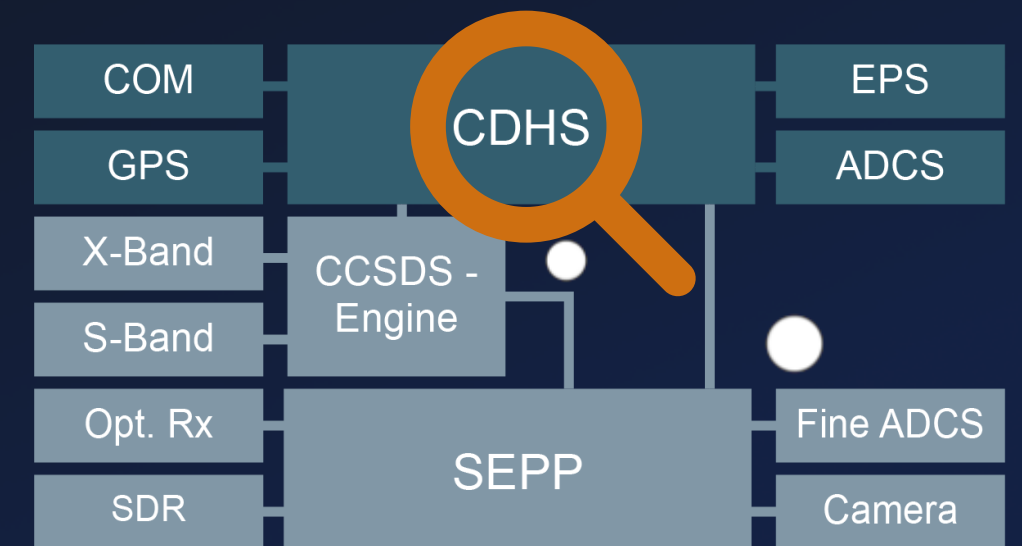 COM
CDHS
EPS
GPS
ADCS
X-Band
CCSDS -
Engine
S-Band
Opt. Rx
SEPP
Fine ADCS
SDR
Camera